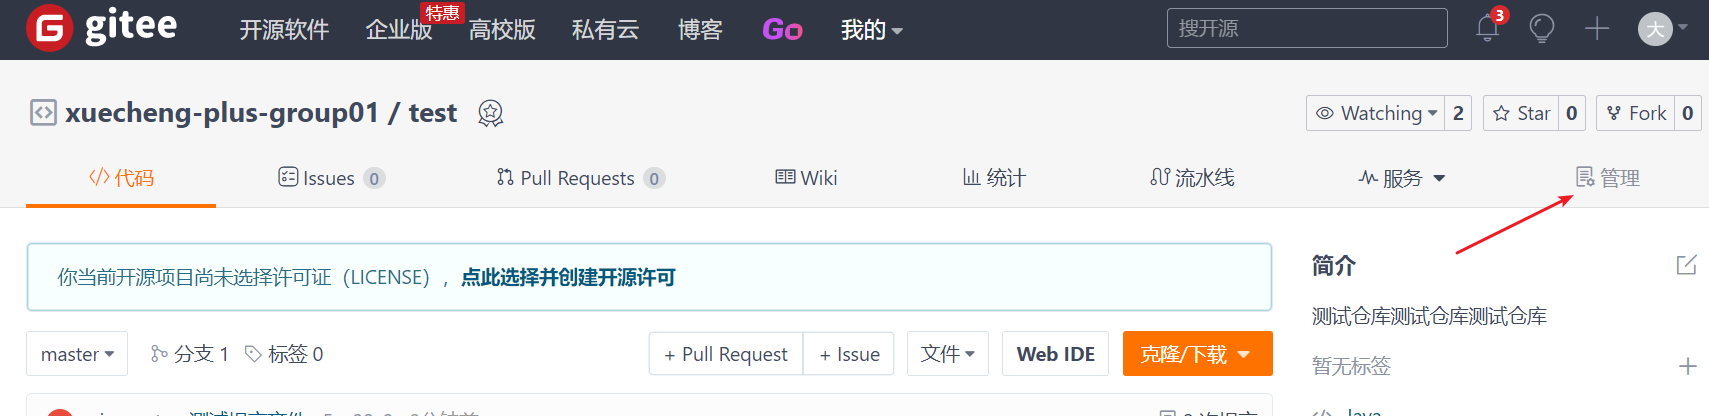 gitee 开源软件 企业版 特惠 高校版 私有云 博客 Go 我的 搜开源 3 大
xuecheng-plus-group01 / test Watching 2 Star 0 Fork 0
代码 Issues 0 Pull Requests 0 Wiki 统计 流水线 服务 管理
你当前开源项目尚未选择许可证（LICENSE），点此选择并创建开源许可
简介
测试仓库测试仓库测试仓库
master 分支 1 标签 0 + Pull Request + Issue 文件 Web IDE 克隆/下载
暂无标签